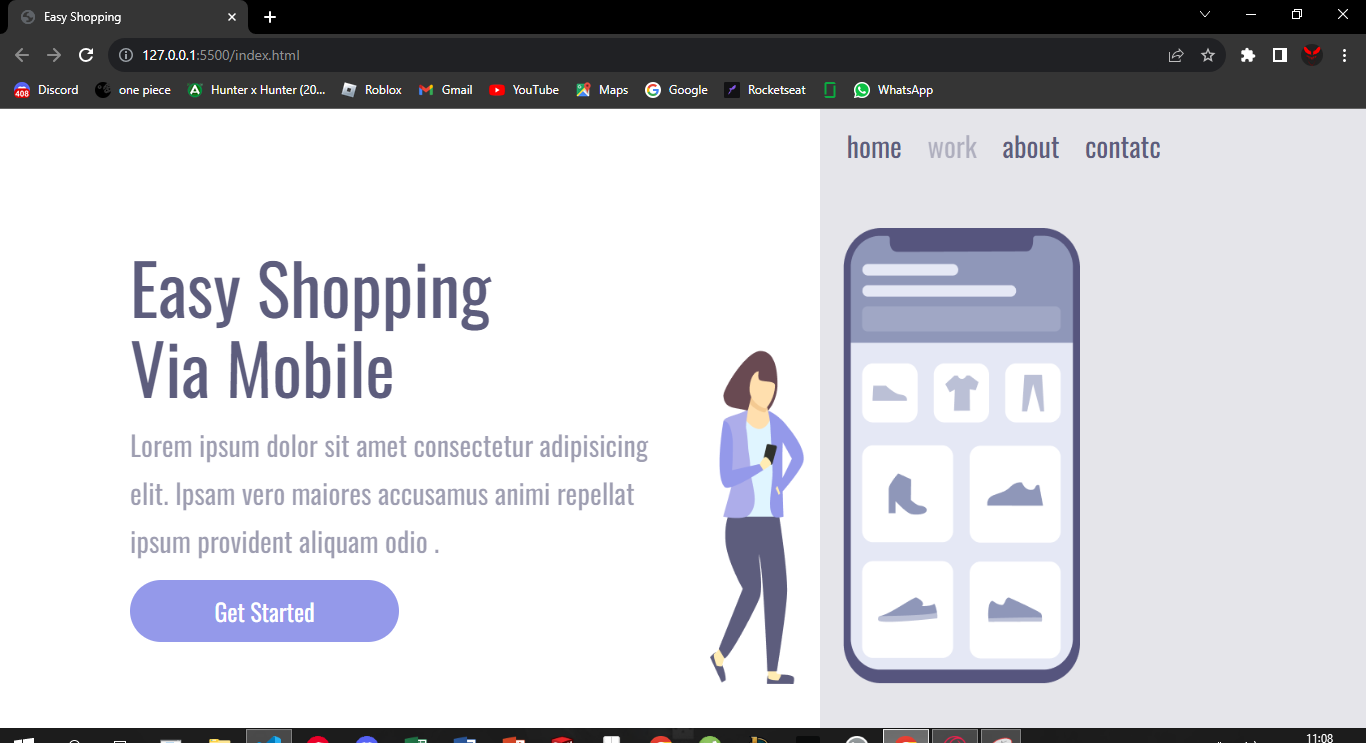 Easy Shopping
127.0.0.1:5500/index.html
408 Discord one piece Hunter x Hunter (20... Roblox Gmail YouTube Maps Google Rocketseat WhatsApp
home work about contatc
Easy Shopping
Via Mobile
Lorem ipsum dolor sit amet consectetur adipisicing
elit. Ipsam vero maiores accusamus animi repellat
ipsum provident aliquam odio .
Get Started
11:08